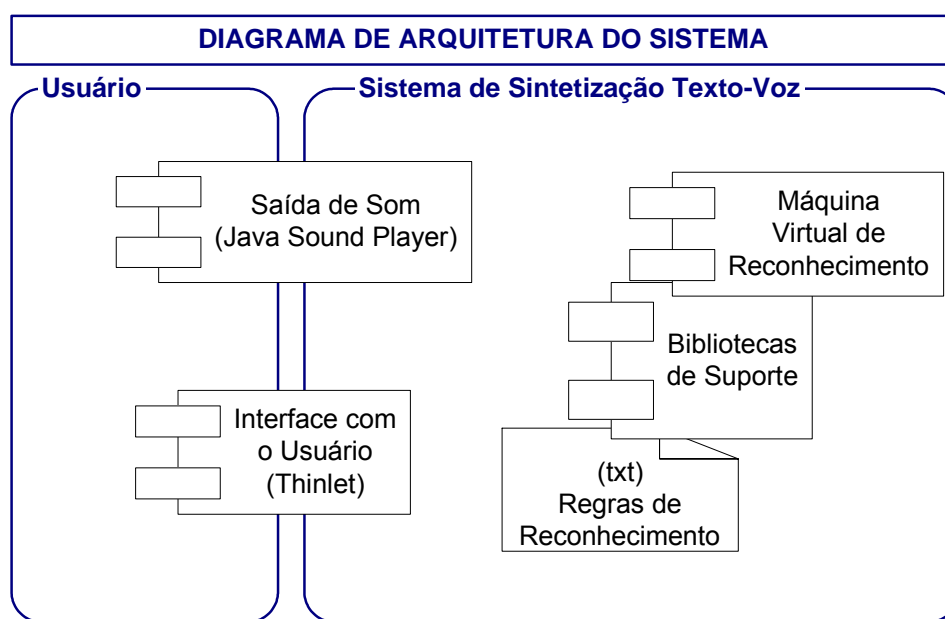 DIAGRAMA DE ARQUITETURA DO SISTEMA
Usuário
Sistema de Sintetização Texto-Voz
Saída de Som
(Java Sound Player)
Máquina
Virtual de
Reconhecimento
Bibliotecas
de Suporte
Interface com
o Usuário
(Thinlet)
(txt)
Regras de
Reconhecimento